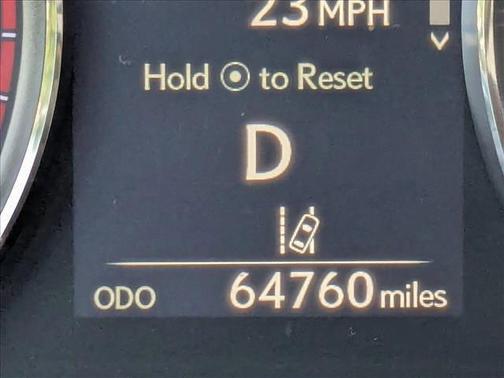 23 MPH
Hold to Reset
D
ODO 64760 miles